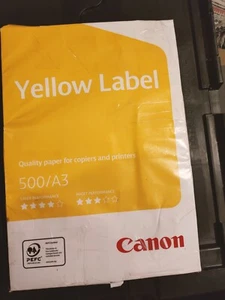 Yellow Label
Quality paper for copiers and printers
500/A3
Canon
PEFC